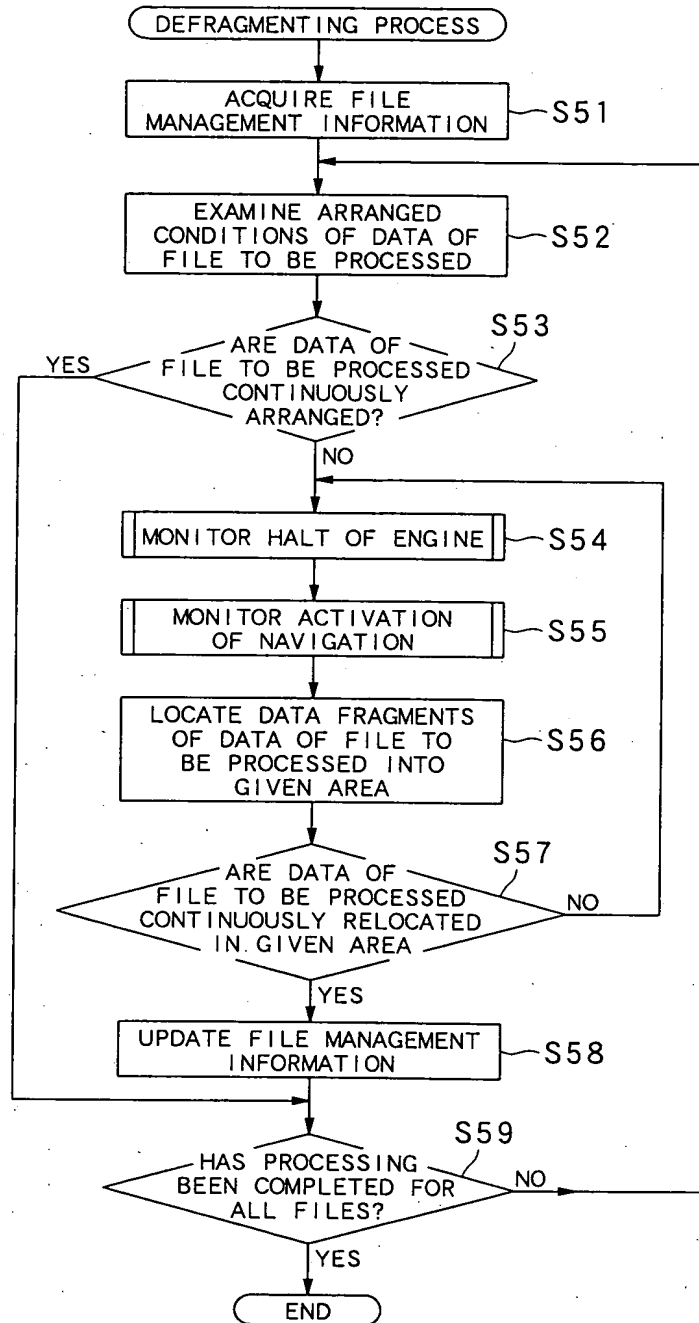 DEFRAGMENTING PROCESS
ACQUIRE FILE
MANAGEMENT INFORMATION
S51
EXAMINE ARRANGED
CONDITIONS OF DATA OF
FILE TO BE PROCESSED
S52
S53
ARE DATA OF
FILE TO BE PROCESSED
CONTINUOUSLY
ARRANGED?
YES
NO
MONITOR HALT OF ENGINE
S54
MONITOR ACTIVATION
OF NAVIGATION
S55
LOCATE DATA FRAGMENTS
OF DATA OF FILE TO
BE PROCESSED INTO
GIVEN AREA
S56
S57
ARE DATA OF
FILE TO BE PROCESSED
CONTINUOUSLY RELOCATED
IN GIVEN AREA
NO
YES
UPDATE FILE MANAGEMENT
INFORMATION
S58
S59
HAS PROCESSING
BEEN COMPLETED FOR
ALL FILES?
NO
YES
END